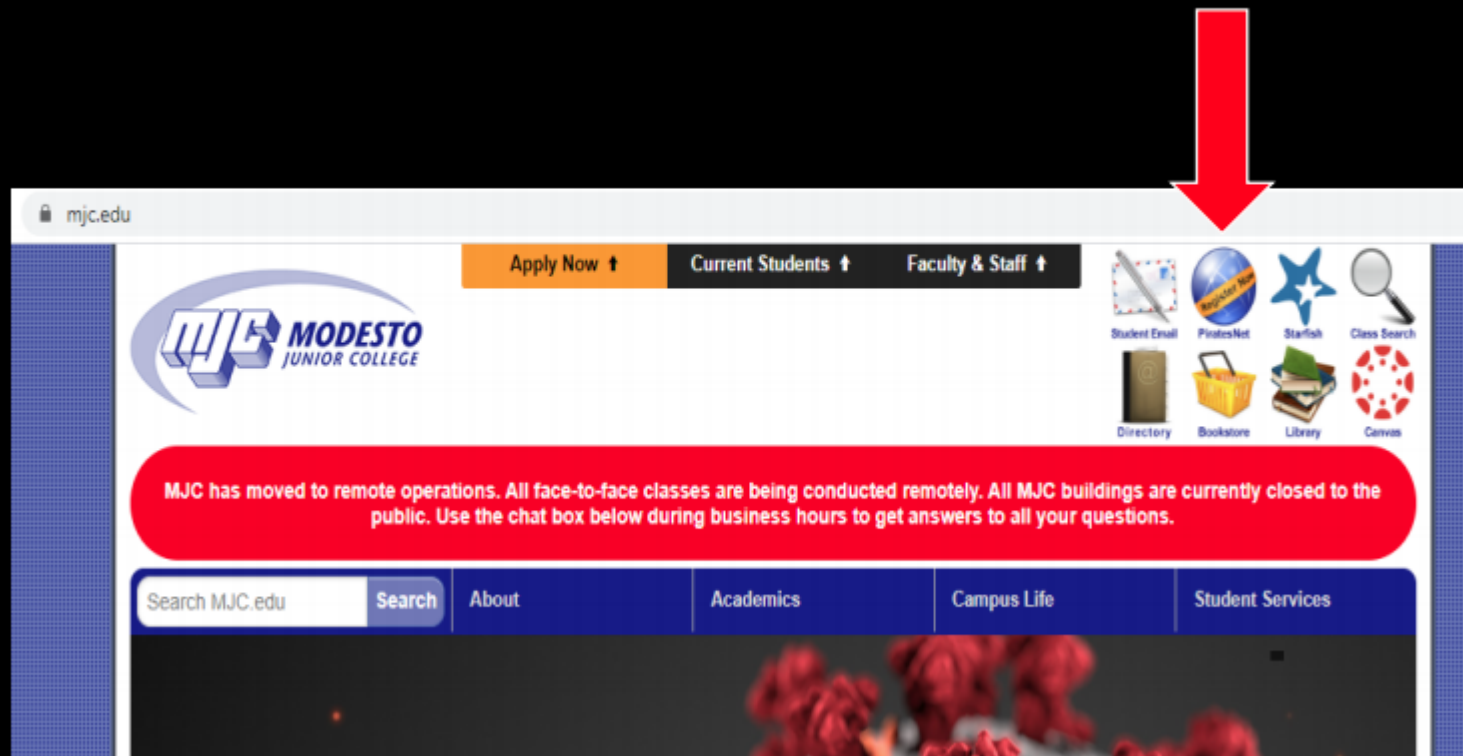 mjc.edu
Apply Now ⬆
Current Students ⬆
Faculty & Staff ⬆
MJC MODESTO
JUNIOR COLLEGE
Register Now
Student Email
PiratesNet
Starfish
Class Search
@
Directory
Bookstore
Library
Canvas
MJC has moved to remote operations. All face-to-face classes are being conducted remotely. All MJC buildings are currently closed to the
public. Use the chat box below during business hours to get answers to all your questions.
Search MJC.edu
Search
About
Academics
Campus Life
Student Services